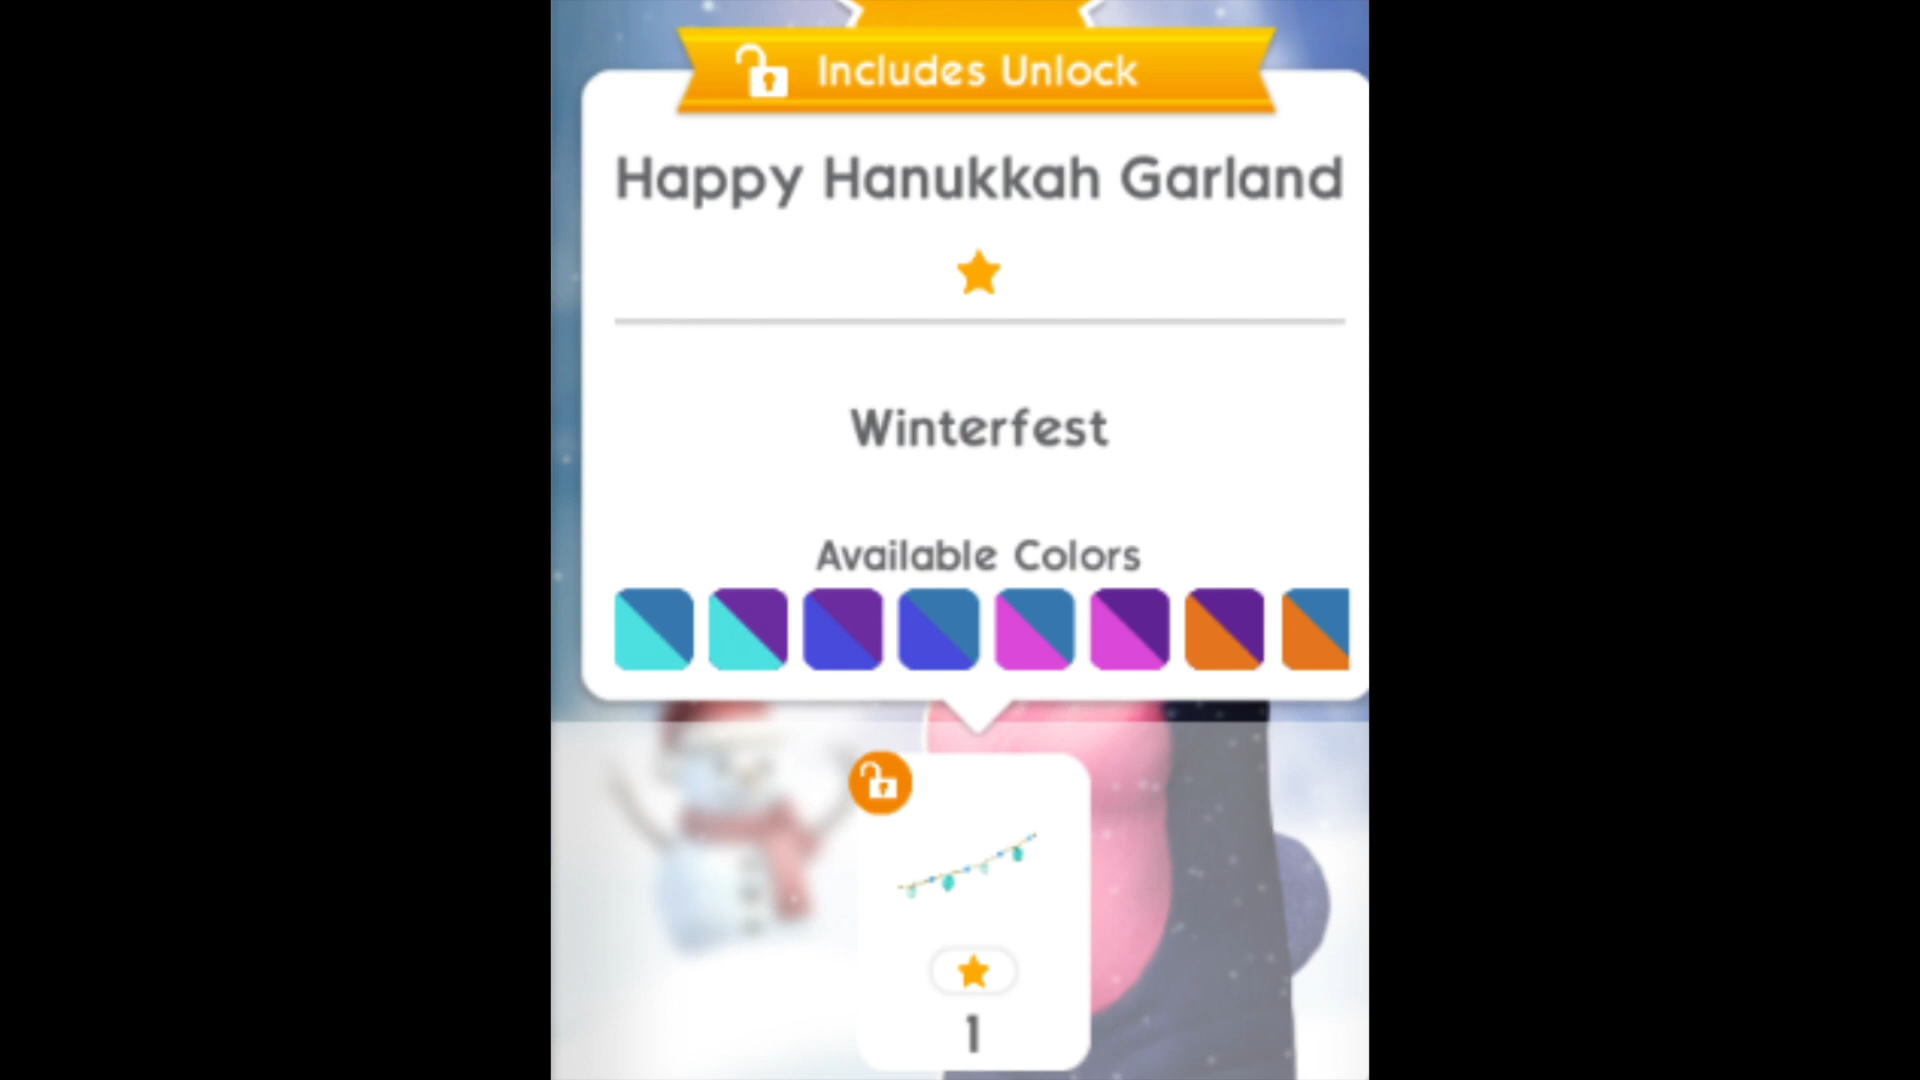 Includes Unlock
Happy Hanukkah Garland
Winterfest
Available Colors
1